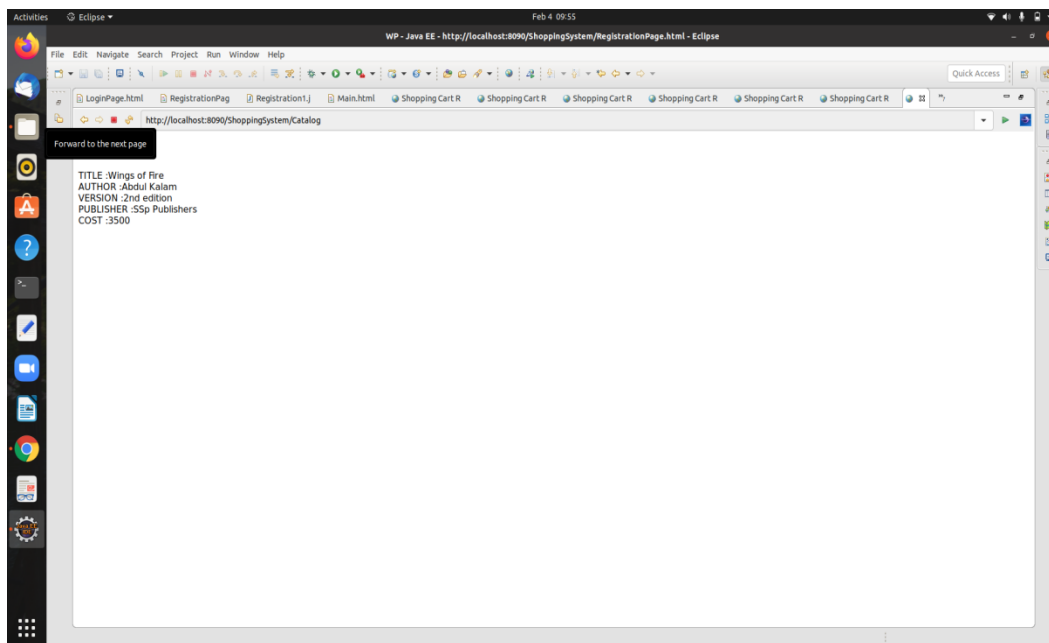 Activities Eclipse Feb 4 09:55
WP - Java EE - http://localhost:8090/ShoppingSystem/RegistrationPage.html - Eclipse
File Edit Navigate Search Project Run Window Help
Quick Access
LoginPage.html RegistrationPag Registration1.j Main.html Shopping Cart R Shopping Cart R Shopping Cart R Shopping Cart R Shopping Cart R Shopping Cart R
http://localhost:8090/ShoppingSystem/Catalog
Forward to the next page
TITLE :Wings of Fire
AUTHOR :Abdul Kalam
VERSION :2nd edition
PUBLISHER :SSp Publishers
COST :3500